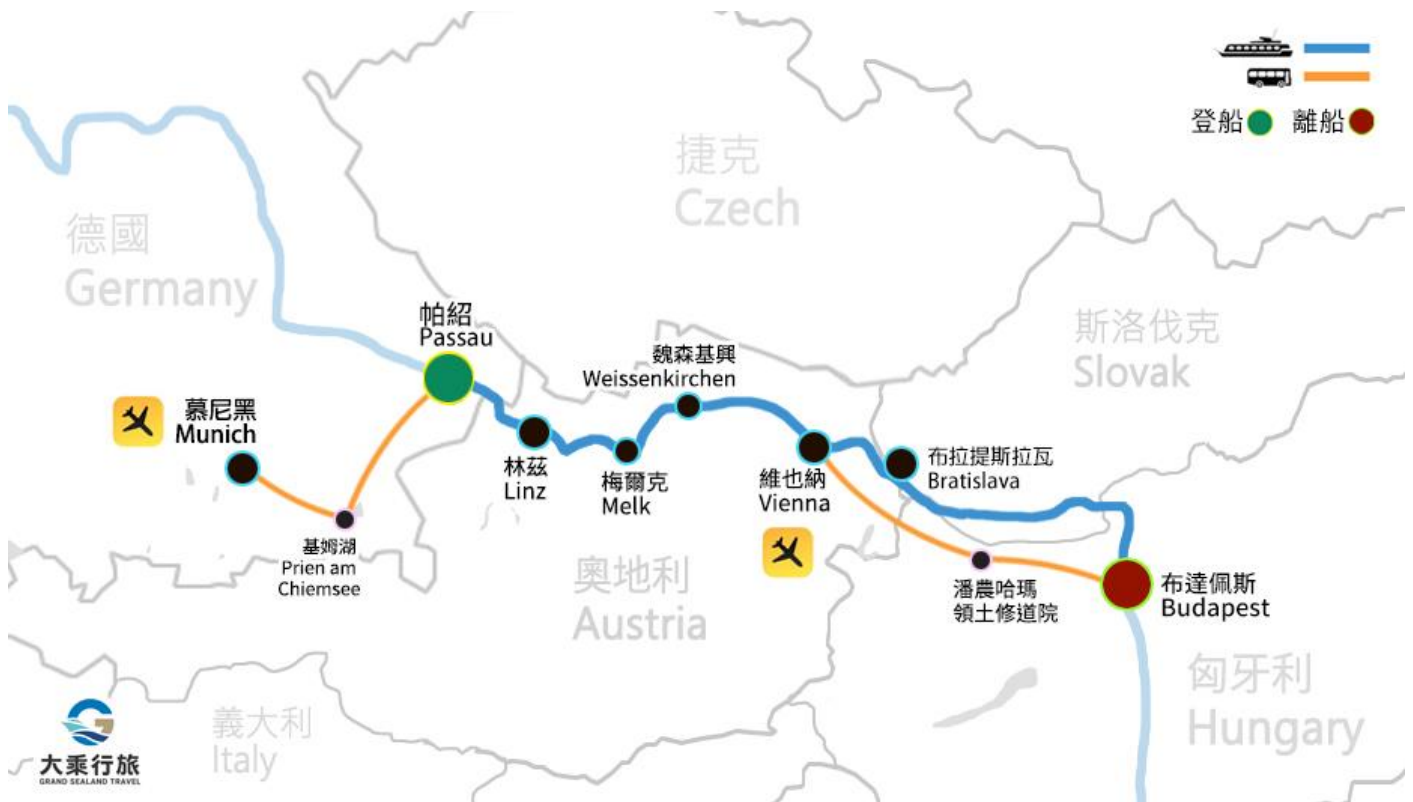 登船
離船
捷克
Czech
德國
Germany
斯洛伐克
Slovak
帕紹
Passau
魏森基興
Weissenkirchen
慕尼黑
Munich
林茲
Linz
梅爾克
Melk
維也納
Vienna
布拉提斯拉瓦
Bratislava
基姆湖
Prien am
Chiemsee
奧地利
Austria
潘農哈瑪
領土修道院
布達佩斯
Budapest
匈牙利
Hungary
義大利
Italy
大乘行旅
GRAND SEALAND TRAVEL